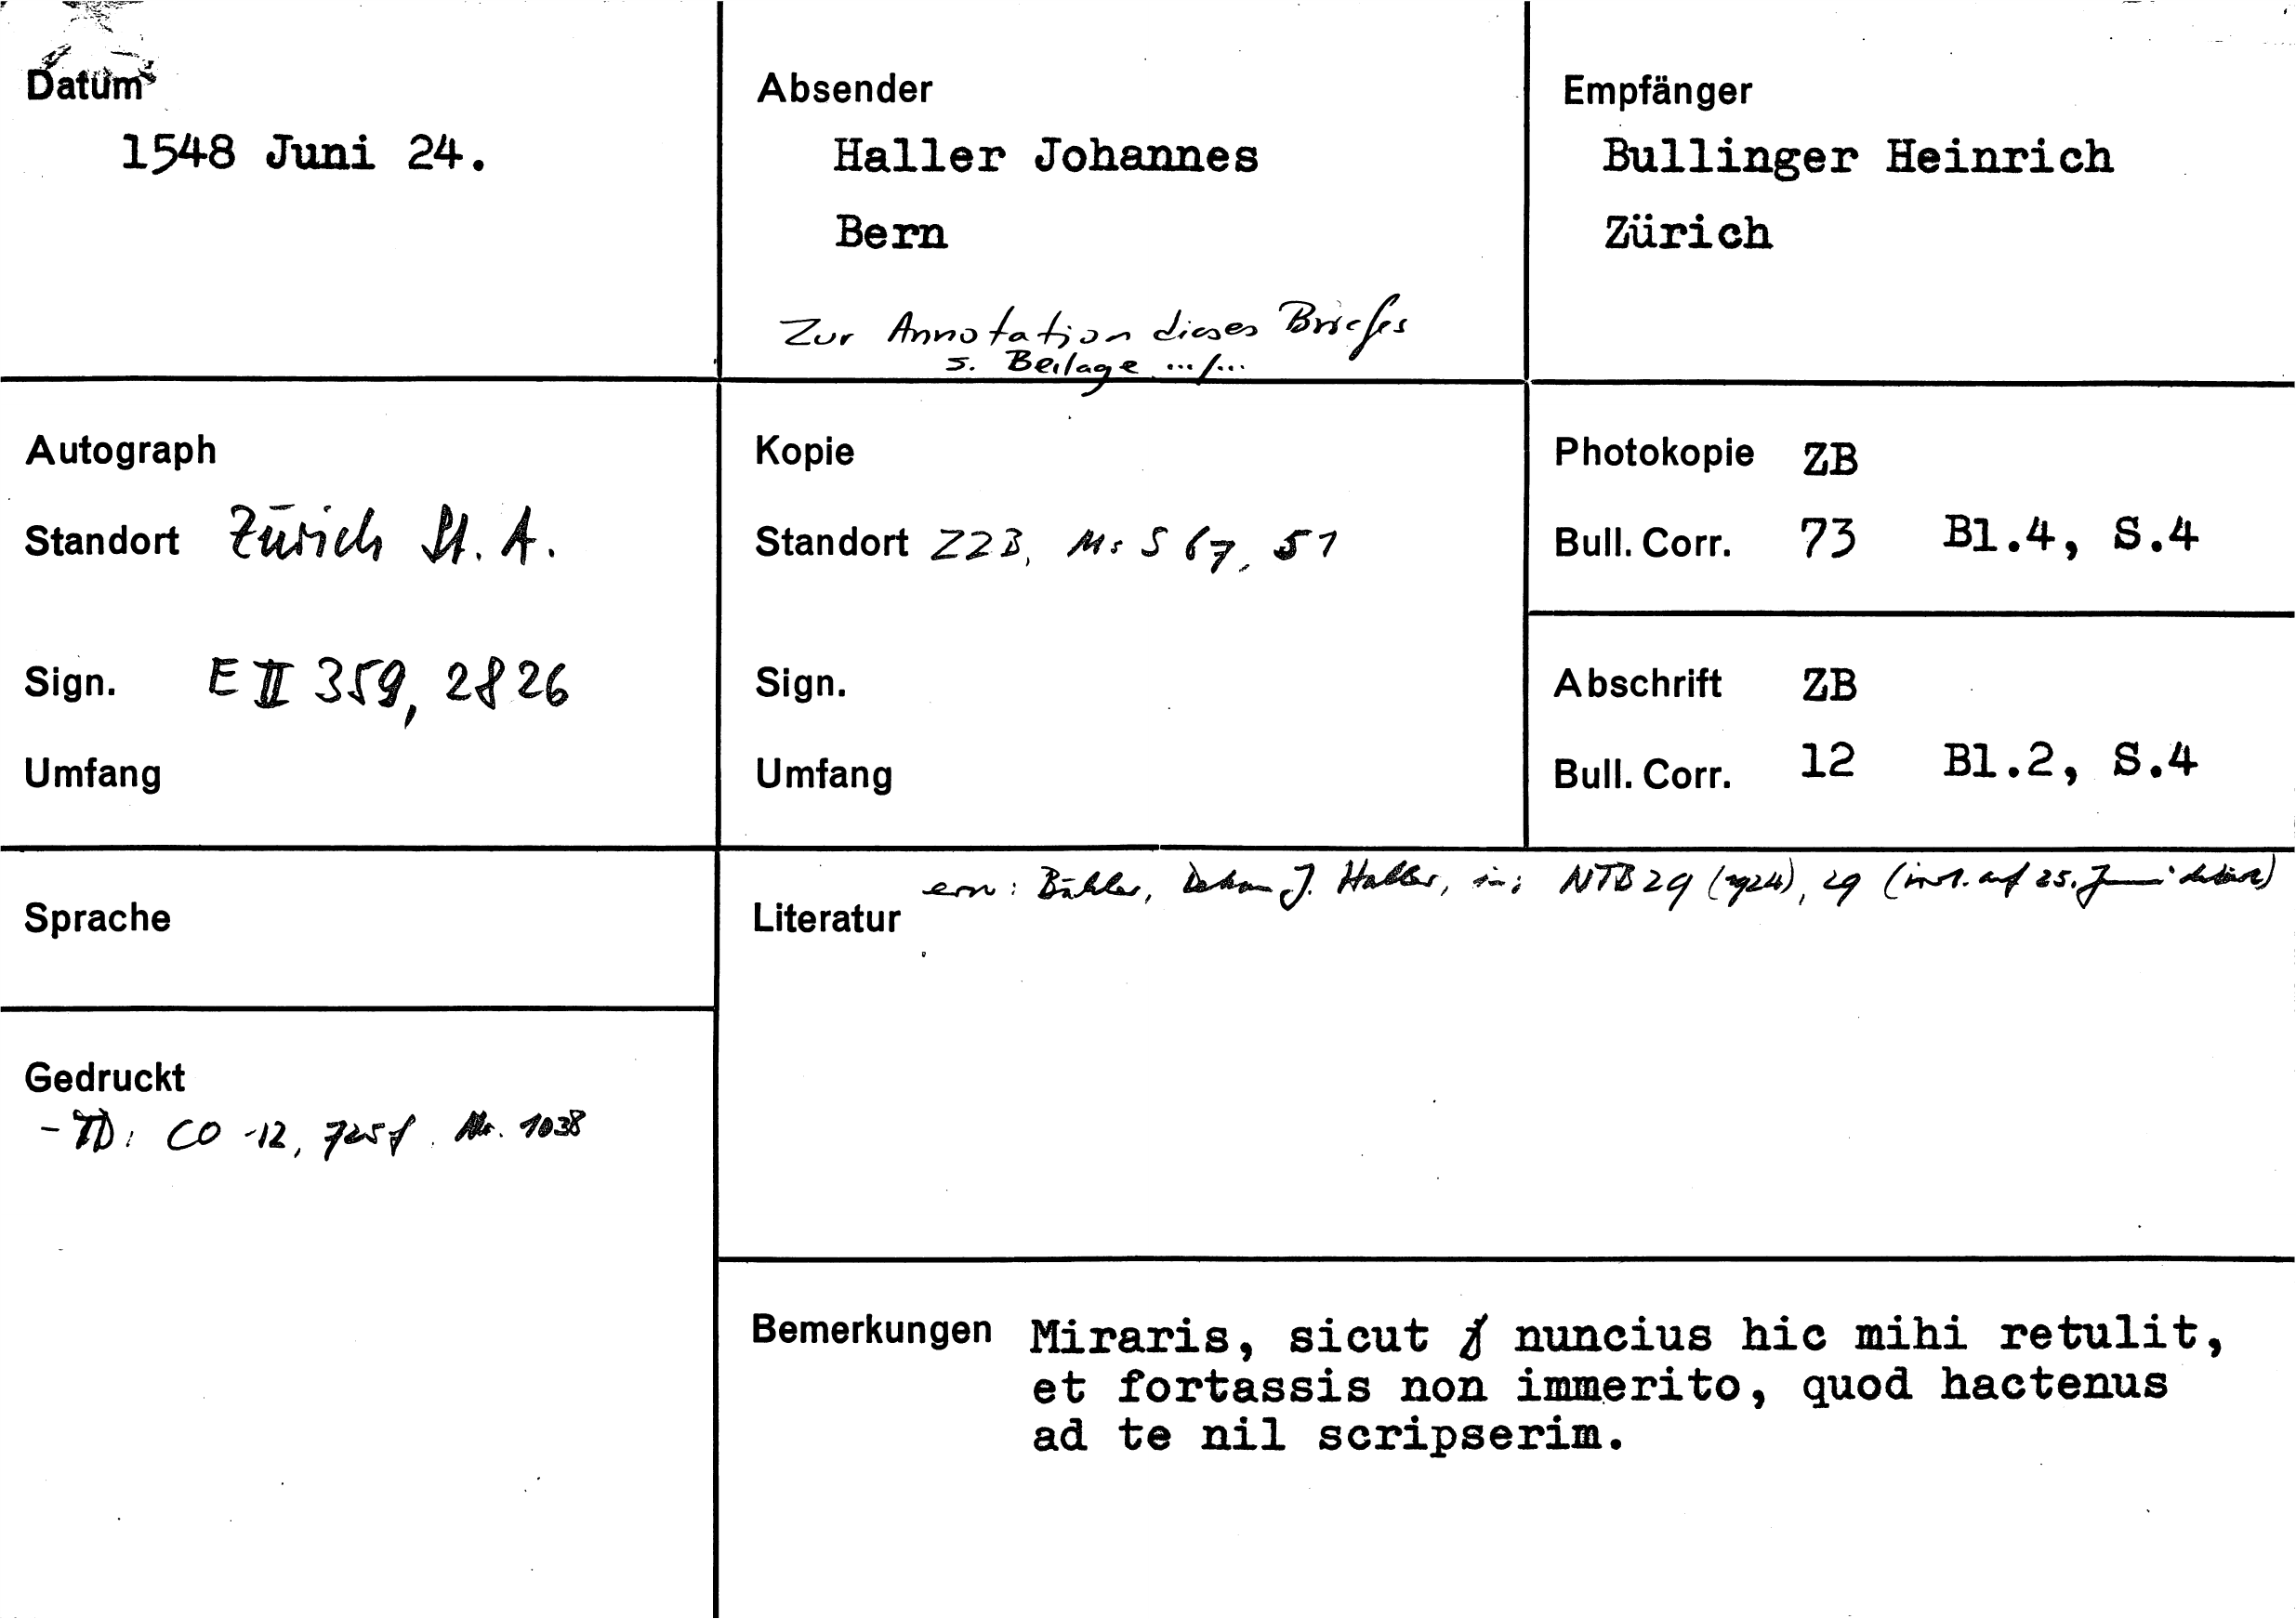 Datum
1548 Juni 24.
Absender
Haller Johannes
Bern
Zur Annotation dieses Briefes
s. Beilage .../...
Empfänger
Bullinger Heinrich
Zürich
Autograph
Standort Zürich St. A.
Sign. E II 359, 2826
Umfang
Kopie
Standort ZZB, Ms S 67, 51
Sign.
Umfang
Photokopie ZB
Bull. Corr. 73 Bl.4, S.4
Abschrift ZB
Bull. Corr. 12 Bl.2, S.4
Sprache
Literatur
erw: Bähler, Dekan J. Haller, in: NTB 29 (1924), 29 (irrt. auf 25. Juni datiert)
Gedruckt
- TD: CO 12, 725f. Nr. 1038
Bemerkungen Miraris, sicut nuncius hic mihi retulit,
et fortassis non immerito, quod hactenus
ad te nil scripserim.